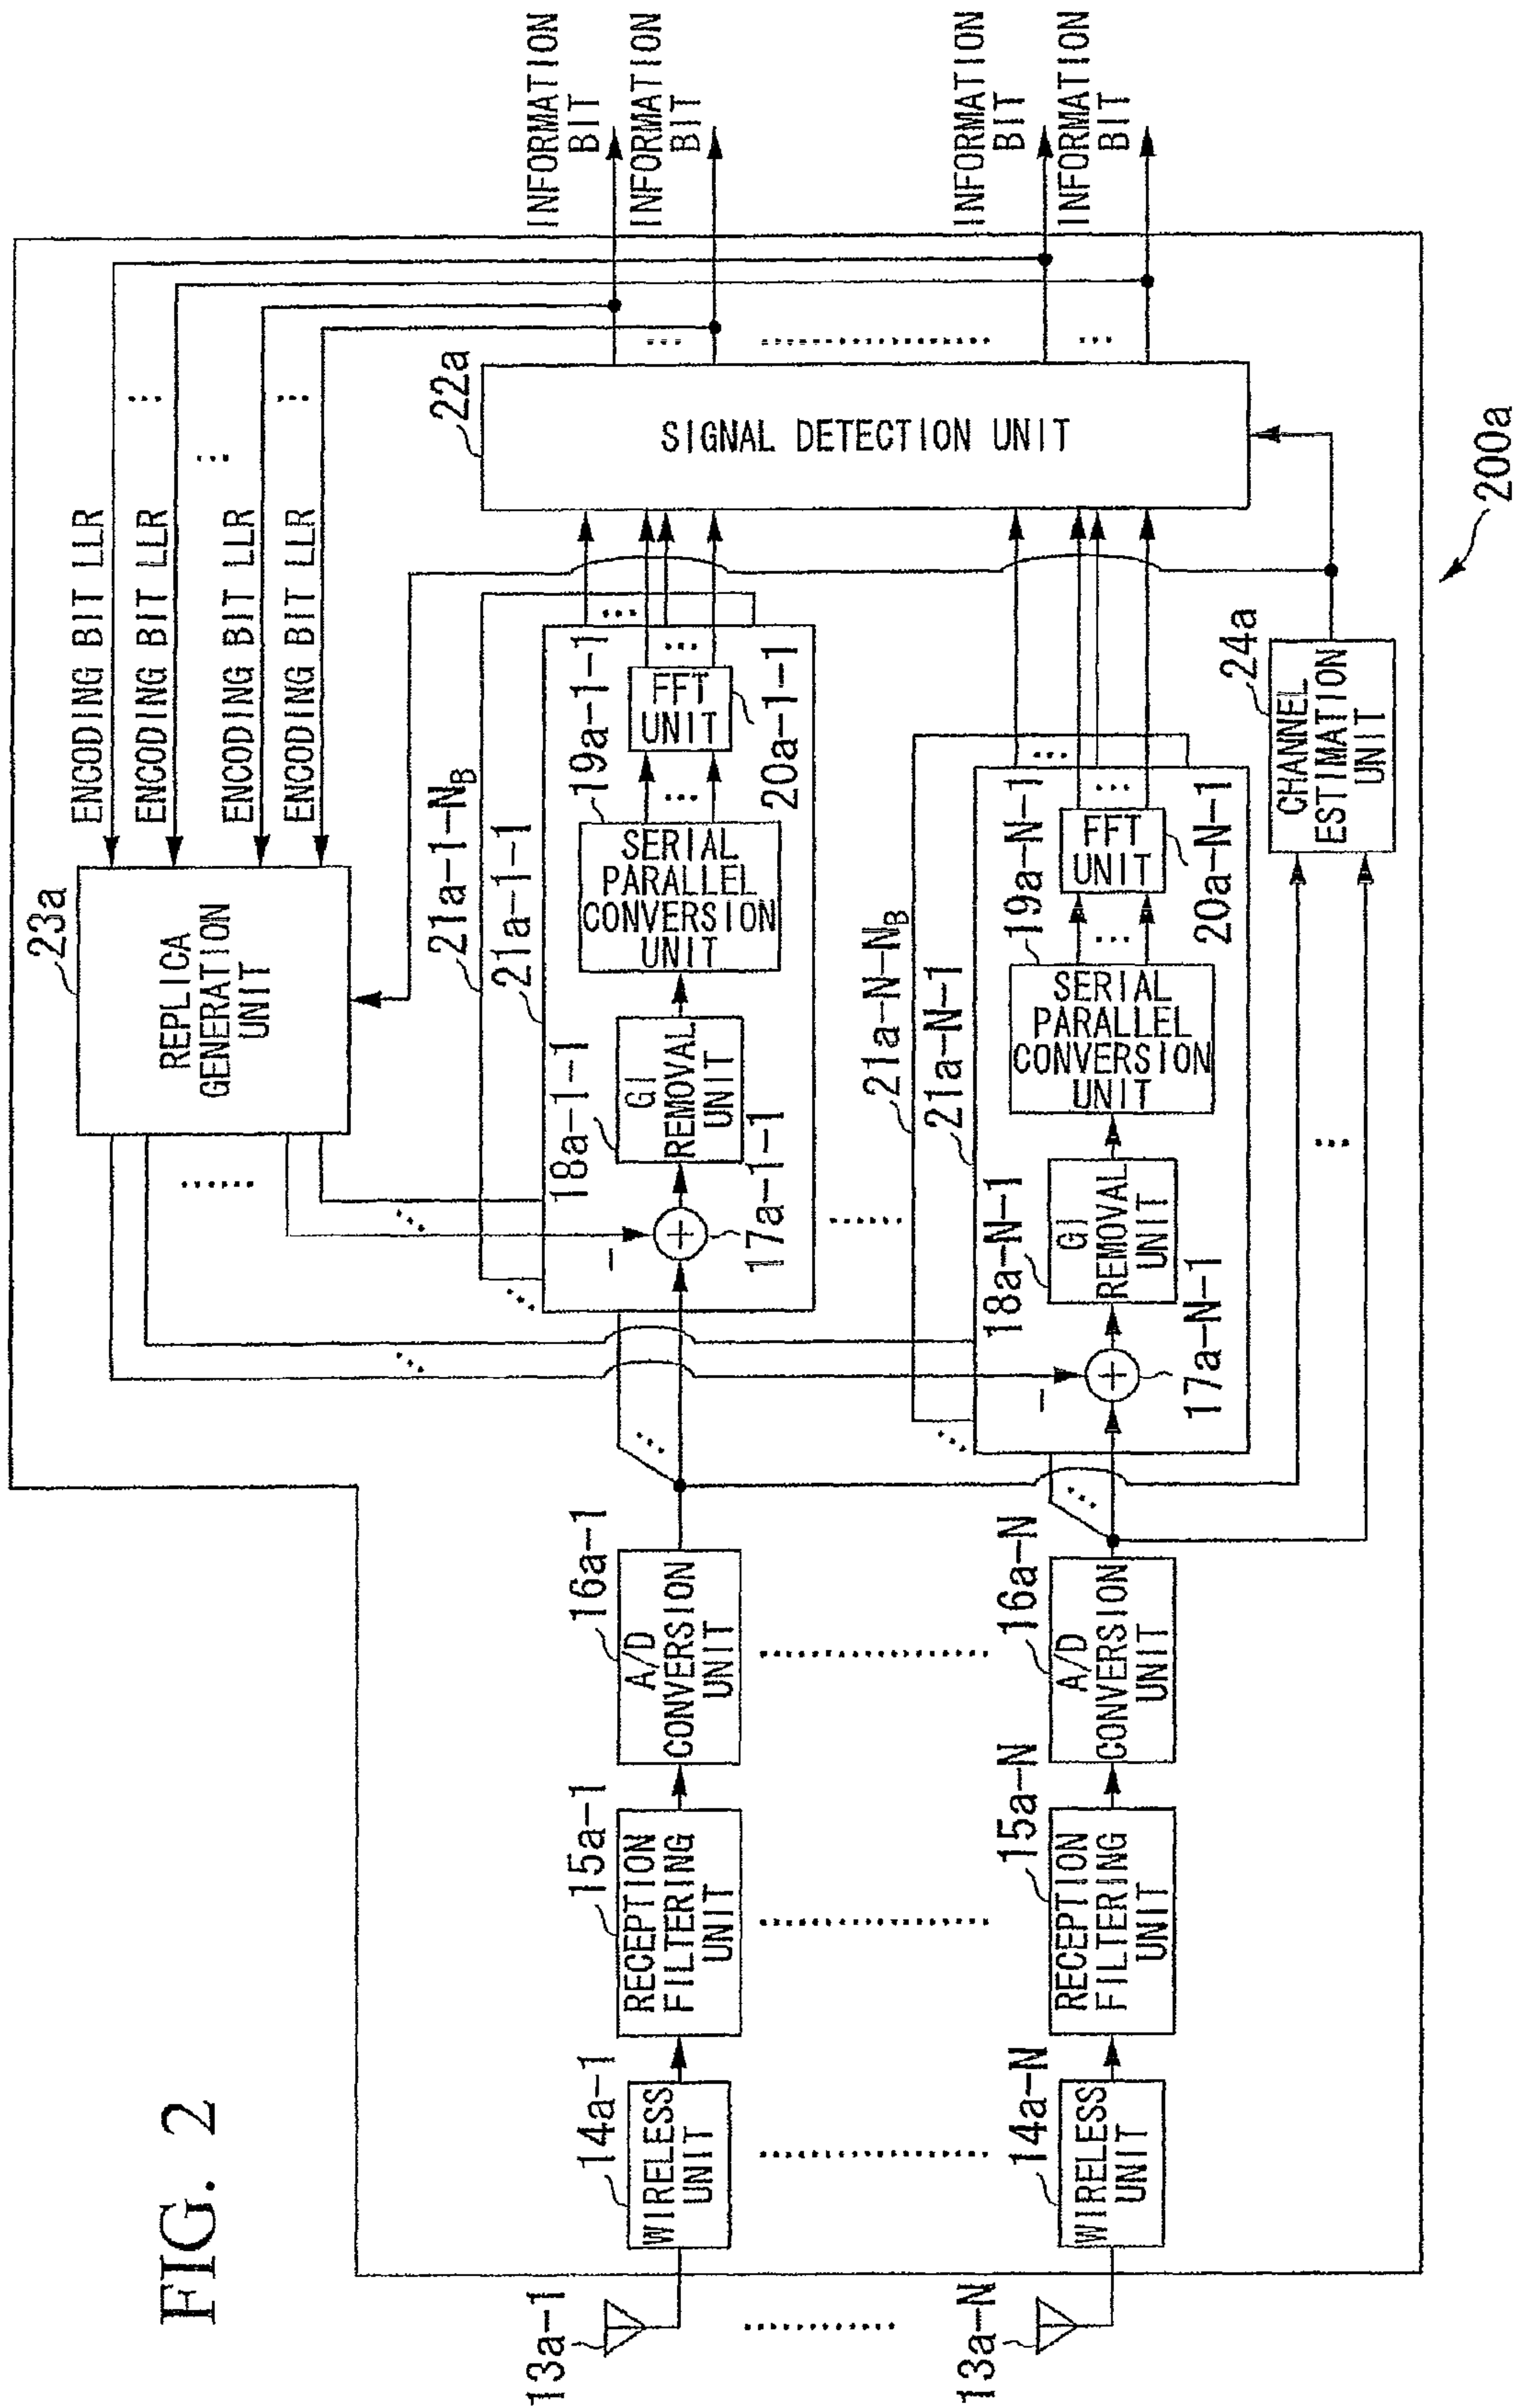 FIG. 2
23a
REPLICA
GENERATION
UNIT
ENCODING BIT LLR
ENCODING BIT LLR
ENCODING BIT LLR
ENCODING BIT LLR
INFORMATION
BIT
INFORMATION
BIT
INFORMATION
BIT
INFORMATION
BIT
22a
SIGNAL DETECTION UNIT
21a-1-NB
21a-1-1
18a-1-1
GI
REMOVAL
UNIT
17a-1-1
−
+
19a-1-1
SERIAL
PARALLEL
CONVERSION
UNIT
FFT
UNIT
20a-1-1
13a-1
14a-1
WIRELESS
UNIT
15a-1
RECEPTION
FILTERING
UNIT
16a-1
A/D
CONVERSION
UNIT
21a-N-NB
21a-N-1
18a-N-1
GI
REMOVAL
UNIT
17a-N-1
−
+
19a-N-1
SERIAL
PARALLEL
CONVERSION
UNIT
FFT
UNIT
20a-N-1
13a-N
14a-N
WIRELESS
UNIT
15a-N
RECEPTION
FILTERING
UNIT
16a-N
A/D
CONVERSION
UNIT
24a
CHANNEL
ESTIMATION
UNIT
200a